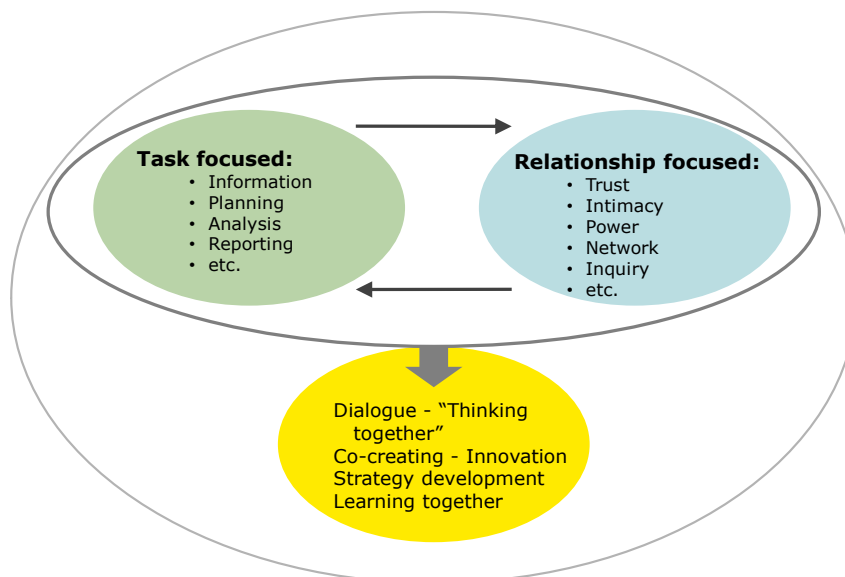 Task focused:
• Information
• Planning
• Analysis
• Reporting
• etc.
Relationship focused:
• Trust
• Intimacy
• Power
• Network
• Inquiry
• etc.
Dialogue - “Thinking
together”
Co-creating - Innovation
Strategy development
Learning together